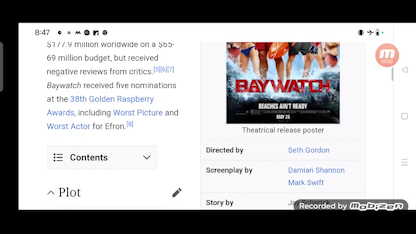 8:47
$177.9 million worldwide on a $65-
69 million budget, but received
negative reviews from critics.[5][6][7]
Baywatch received five nominations
at the 38th Golden Raspberry
Awards, including Worst Picture and
Worst Actor for Efron.[8]
Contents
Plot
BAYWATCH
BEACHES AIN'T READY
MAY 25
Theatrical release poster
Directed by Seth Gordon
Screenplay by Damian Shannon
Mark Swift
Story by
Recorded by Mobizen